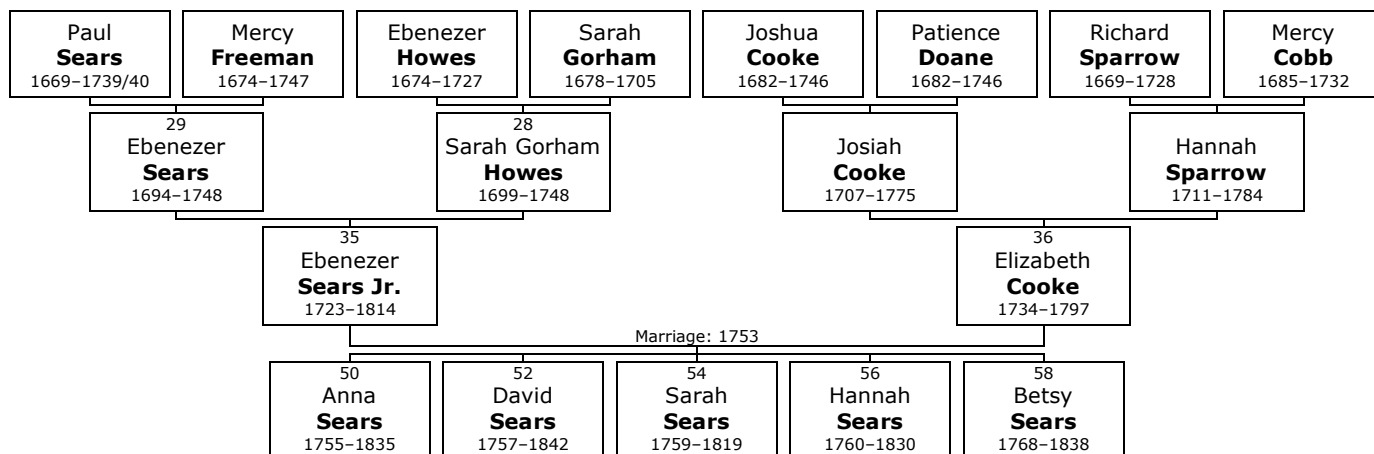 Paul
Sears
1669–1739/40
Mercy
Freeman
1674–1747
Ebenezer
Howes
1674–1727
Sarah
Gorham
1678–1705
Joshua
Cooke
1682–1746
Patience
Doane
1682–1746
Richard
Sparrow
1669–1728
Mercy
Cobb
1685–1732
29
Ebenezer
Sears
1694–1748
28
Sarah Gorham
Howes
1699–1748
Josiah
Cooke
1707–1775
Hannah
Sparrow
1711–1784
35
Ebenezer
Sears Jr.
1723–1814
36
Elizabeth
Cooke
1734–1797
Marriage: 1753
50
Anna
Sears
1755–1835
52
David
Sears
1757–1842
54
Sarah
Sears
1759–1819
56
Hannah
Sears
1760–1830
58
Betsy
Sears
1768–1838